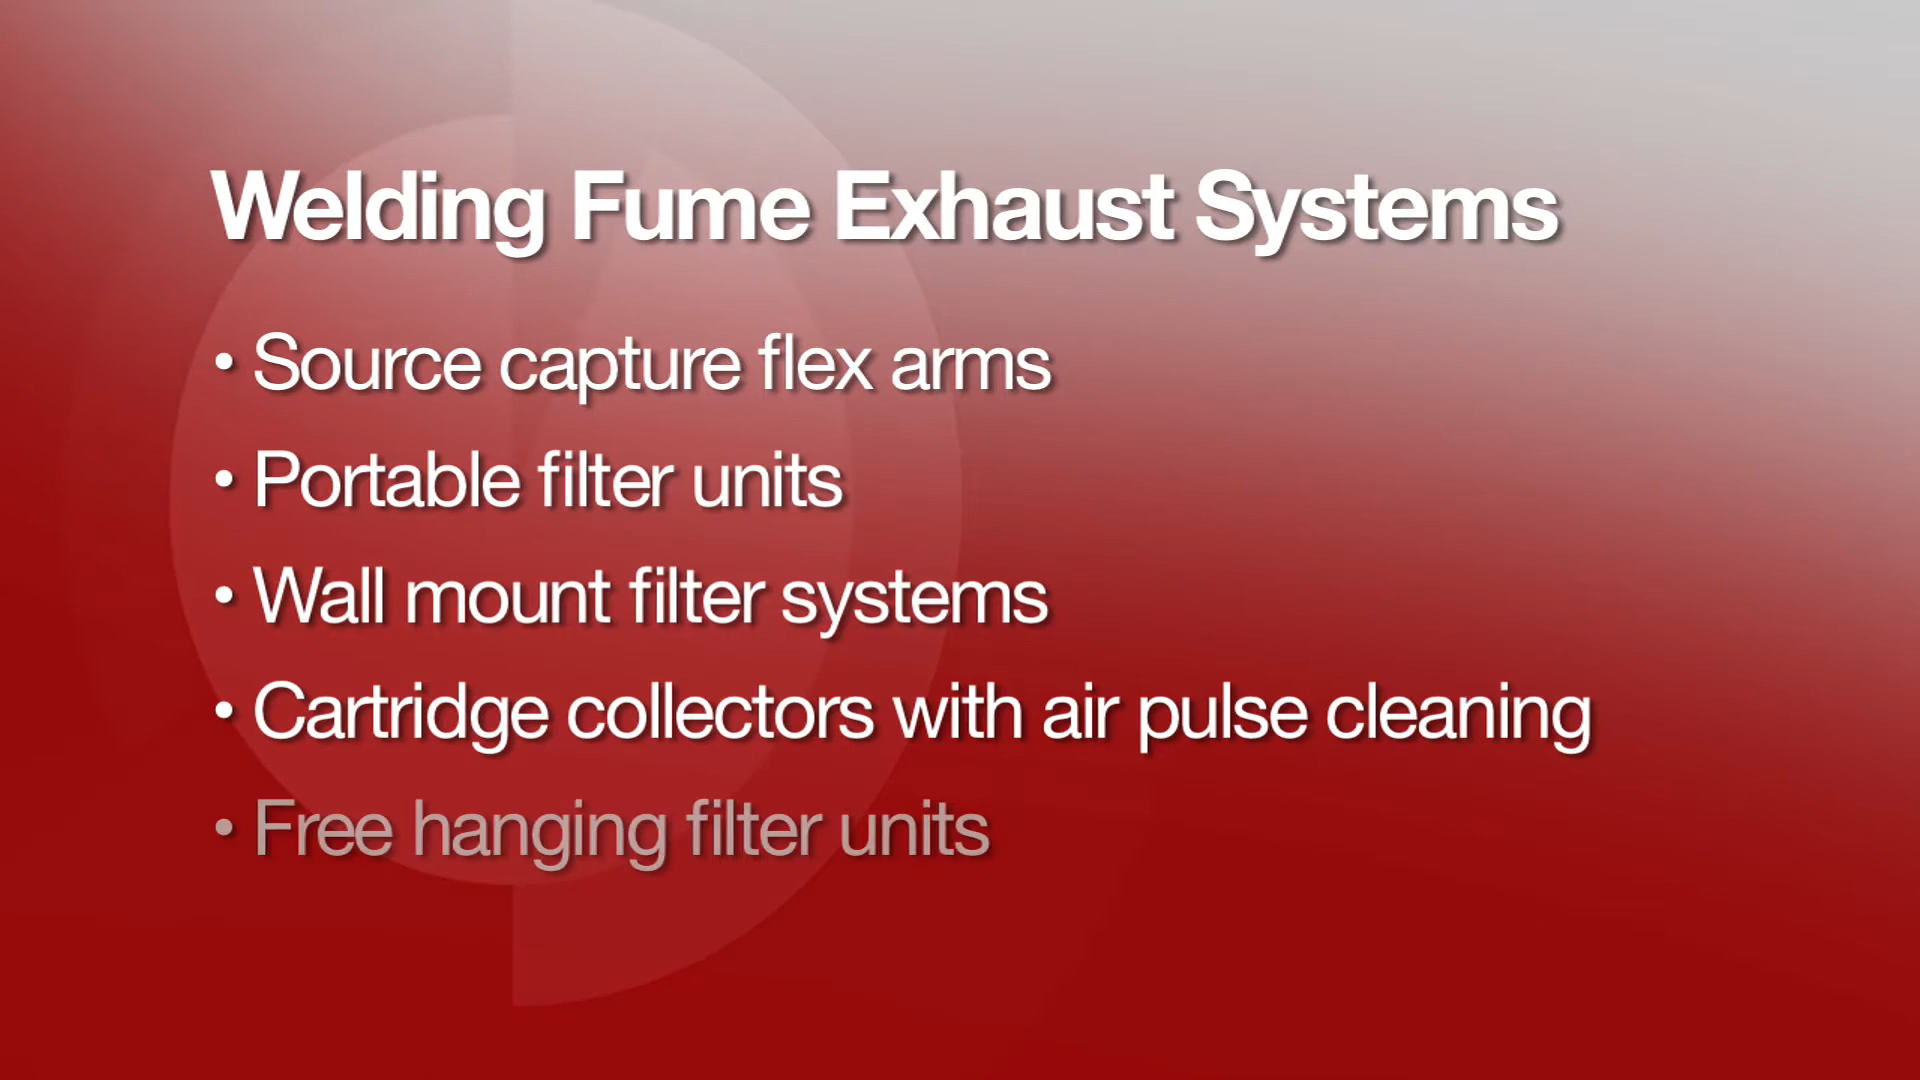 Welding Fume Exhaust Systems
• Source capture flex arms
• Portable filter units
• Wall mount filter systems
• Cartridge collectors with air pulse cleaning
• Free hanging filter units